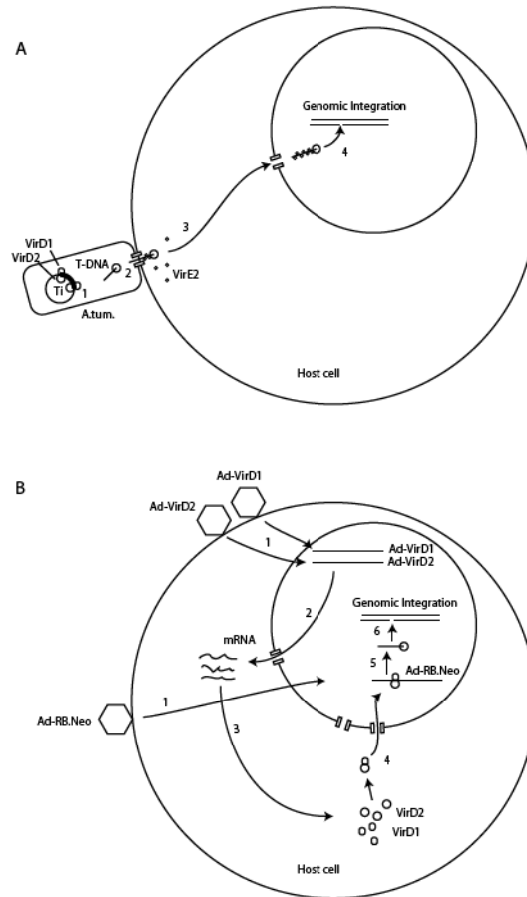 A
Genomic Integration
4
3
VirD1
VirD2
T-DNA
2
VirE2
Ti
1
A.tum.
Host cell
B
Ad-VirD1
Ad-VirD2
1
Ad-VirD1
Ad-VirD2
2
Genomic Integration
6
mRNA
5
Ad-RB.Neo
1
Ad-RB.Neo
3
4
VirD2
VirD1
Host cell